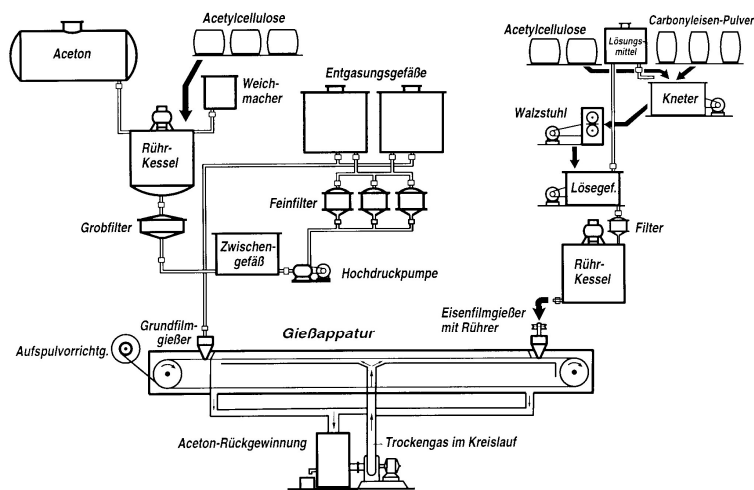 Acetylcellulose
Aceton
Weich-
macher
Entgasungsgefäße
Rühr-
Kessel
Feinfilter
Grobfilter
Zwischen-
gefäß
Hochdruckpumpe
Acetylcellulose
Lösungs-
mittel
Carbonyleisen-Pulver
Kneter
Walzstuhl
Lösegef.
Filter
Rühr-
Kessel
Eisenfilmgießer
mit Rührer
Grundfilm-
gießer
Gießappatur
Aufspulvorrichtg.
Aceton-Rückgewinnung
Trockengas im Kreislauf